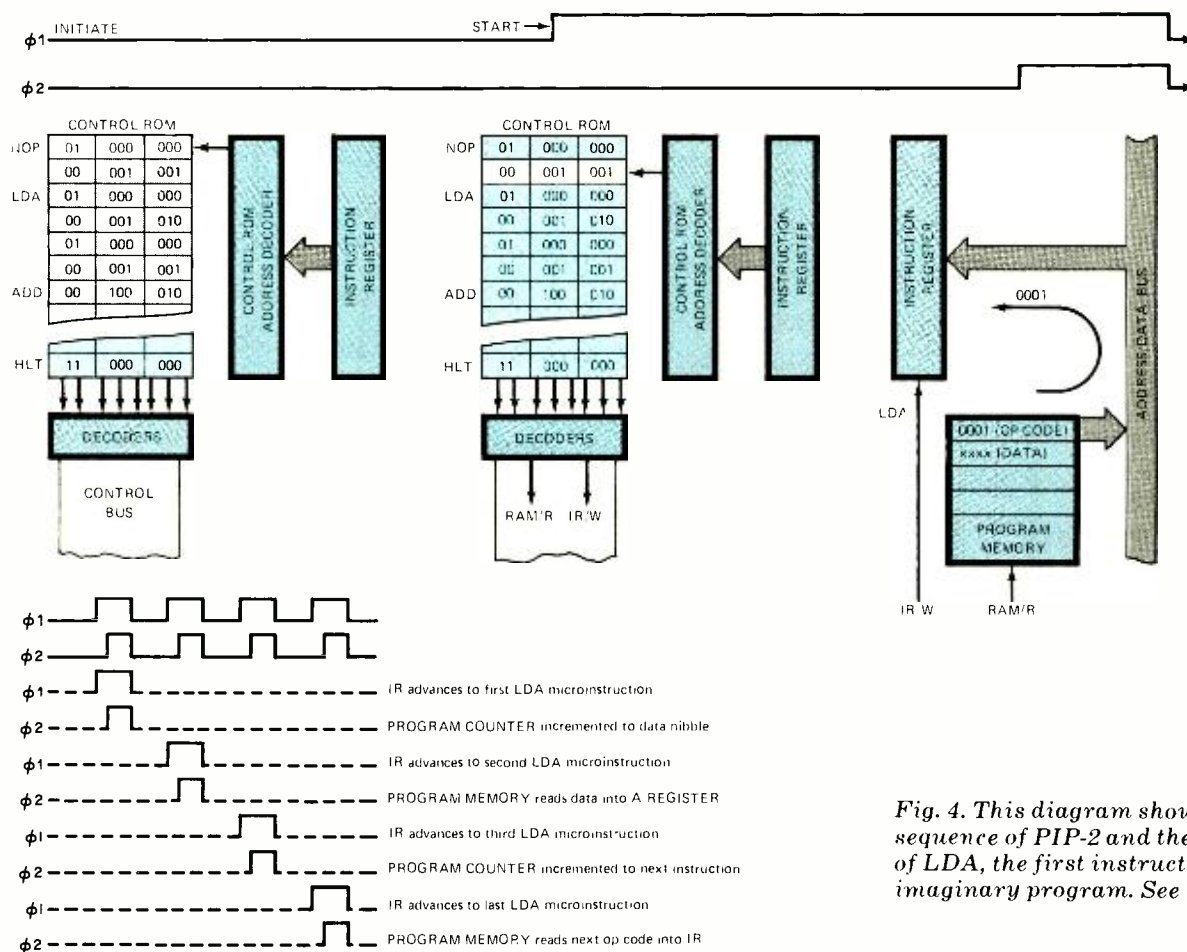 φ1 INITIATE START
φ2
CONTROL ROM
NOP 01 000 000
00 001 001
LDA 01 000 000
00 001 010
01 000 000
00 001 001
ADD 00 100 010
HLT 11 000 000
DECODERS
CONTROL
BUS
CONTROL ROM
ADDRESS DECODER
INSTRUCTION
REGISTER
CONTROL ROM
NOP 01 000 000
00 001 001
LDA 01 000 000
00 001 010
01 000 000
00 001 001
ADD 00 100 010
HLT 11 000 000
DECODERS
RAM/R IR/W
CONTROL ROM
ADDRESS DECODER
INSTRUCTION
REGISTER
INSTRUCTION
REGISTER
0001
ADDRESS DATA BUS
LDA
0001 (OP CODE)
xxxx (DATA)
PROGRAM
MEMORY
IR/W RAM/R
φ1
φ2
φ1 IR advances to first LDA microinstruction
φ2 PROGRAM COUNTER incremented to data nibble
φ1 IR advances to second LDA microinstruction
φ2 PROGRAM MEMORY reads data into A REGISTER
φ1 IR advances to third LDA microinstruction
φ2 PROGRAM COUNTER incremented to next instruction
φ1 IR advances to last LDA microinstruction
φ2 PROGRAM MEMORY reads next op code into IR
Fig. 4. This diagram show
sequence of PIP-2 and the
of LDA, the first instruct
imaginary program. See